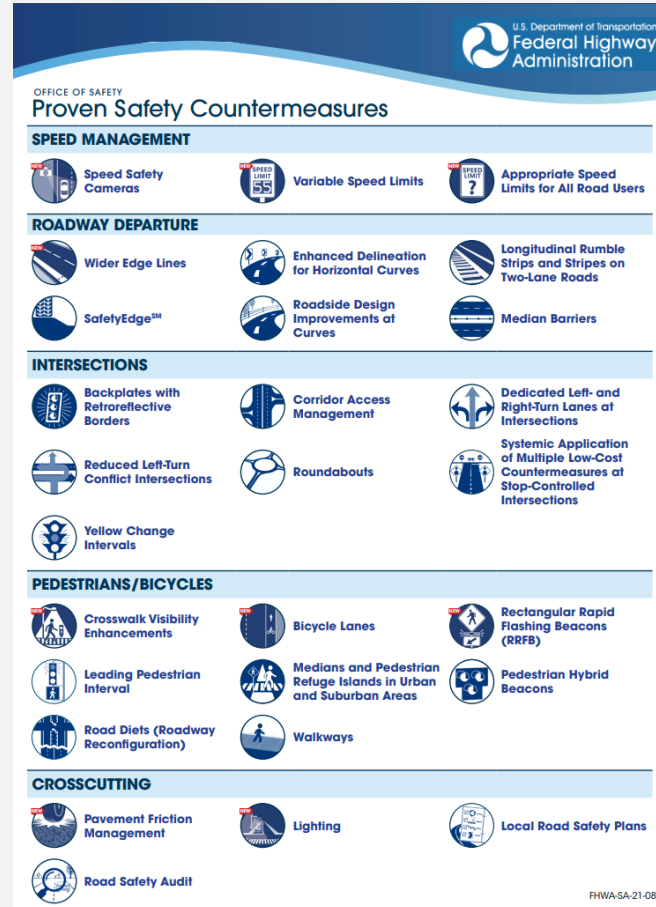 U.S. Department of Transportation
Federal Highway
Administration
OFFICE OF SAFETY
Proven Safety Countermeasures
SPEED MANAGEMENT
NEW
Speed Safety
Cameras
NEW
SPEED
LIMIT
55
Variable Speed Limits
NEW
SPEED
LIMIT
?
Appropriate Speed
Limits for All Road Users
ROADWAY DEPARTURE
NEW
Wider Edge Lines
Enhanced Delineation
for Horizontal Curves
Longitudinal Rumble
Strips and Stripes on
Two-Lane Roads
SafetyEdgeSM
Roadside Design
Improvements at
Curves
Median Barriers
INTERSECTIONS
Backplates with
Retroreflective
Borders
Corridor Access
Management
Dedicated Left- and
Right-Turn Lanes at
Intersections
Reduced Left-Turn
Conflict Intersections
Roundabouts
Systemic Application
of Multiple Low-Cost
Countermeasures at
Stop-Controlled
Intersections
Yellow Change
Intervals
PEDESTRIANS/BICYCLES
NEW
Crosswalk Visibility
Enhancements
NEW
Bicycle Lanes
NEW
Rectangular Rapid
Flashing Beacons
(RRFB)
Leading Pedestrian
Interval
Medians and Pedestrian
Refuge Islands in Urban
and Suburban Areas
Pedestrian Hybrid
Beacons
Road Diets (Roadway
Reconfiguration)
Walkways
CROSSCUTTING
NEW
Pavement Friction
Management
NEW
Lighting
Local Road Safety Plans
Road Safety Audit
FHWA-SA-21-08